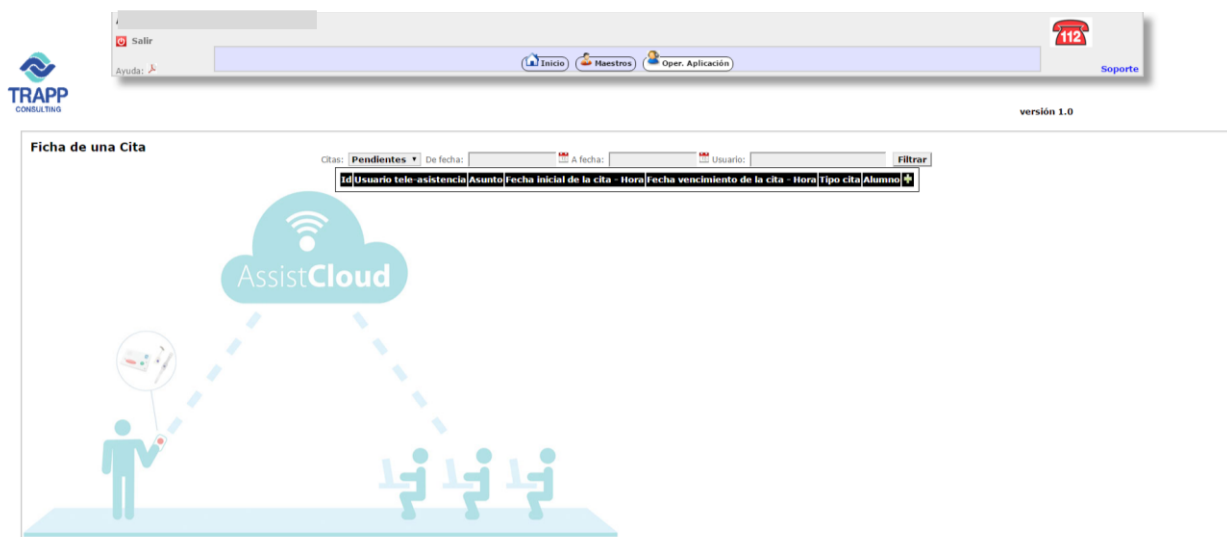 Salir
112
Inicio Maestros Oper. Aplicación
Ayuda:
Soporte
TRAPP
CONSULTING
versión 1.0
Ficha de una Cita
Citas: Pendientes De fecha: A fecha: Usuario: Filtrar
Id Usuario tele-asistencia Asunto Fecha inicial de la cita - Hora Fecha vencimiento de la cita - Hora Tipo cita Alumno
AssistCloud